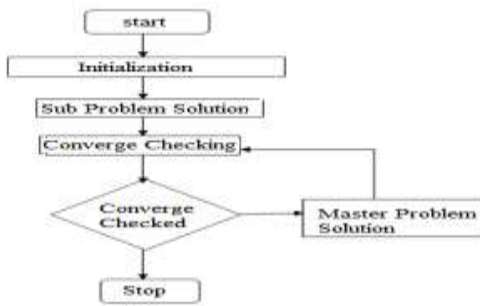 start
Initialization
Sub Problem Solution
Converge Checking
Converge
Checked
Master Problem
Solution
Stop